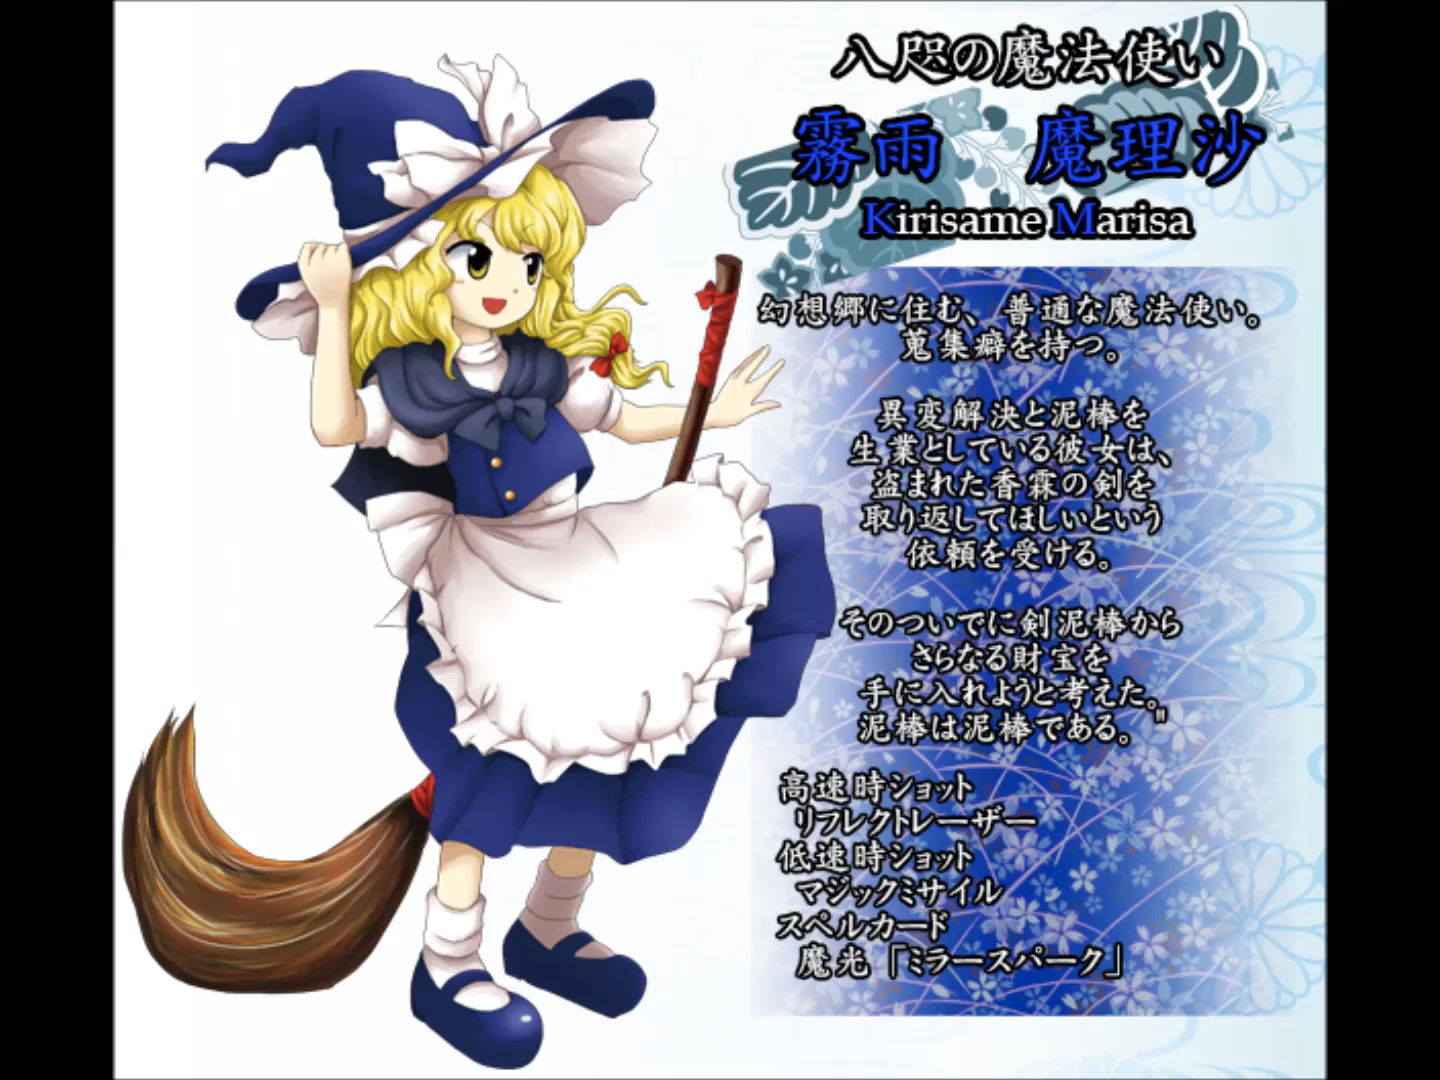 八咫の魔法使い
霧雨　魔理沙
Kirisame Marisa
幻想郷に住む、普通な魔法使い。
蒐集癖を持つ。
異変解決と泥棒を
生業としている彼女は、
盗まれた香霖の剣を
取り返してほしいという
依頼を受ける。
そのついでに剣泥棒から
さらなる財宝を
手に入れようと考えた。
泥棒は泥棒である。"
高速時ショット
リフレクトレーザー
低速時ショット
マジックミサイル
スペルカード
魔光「ミラースパーク」